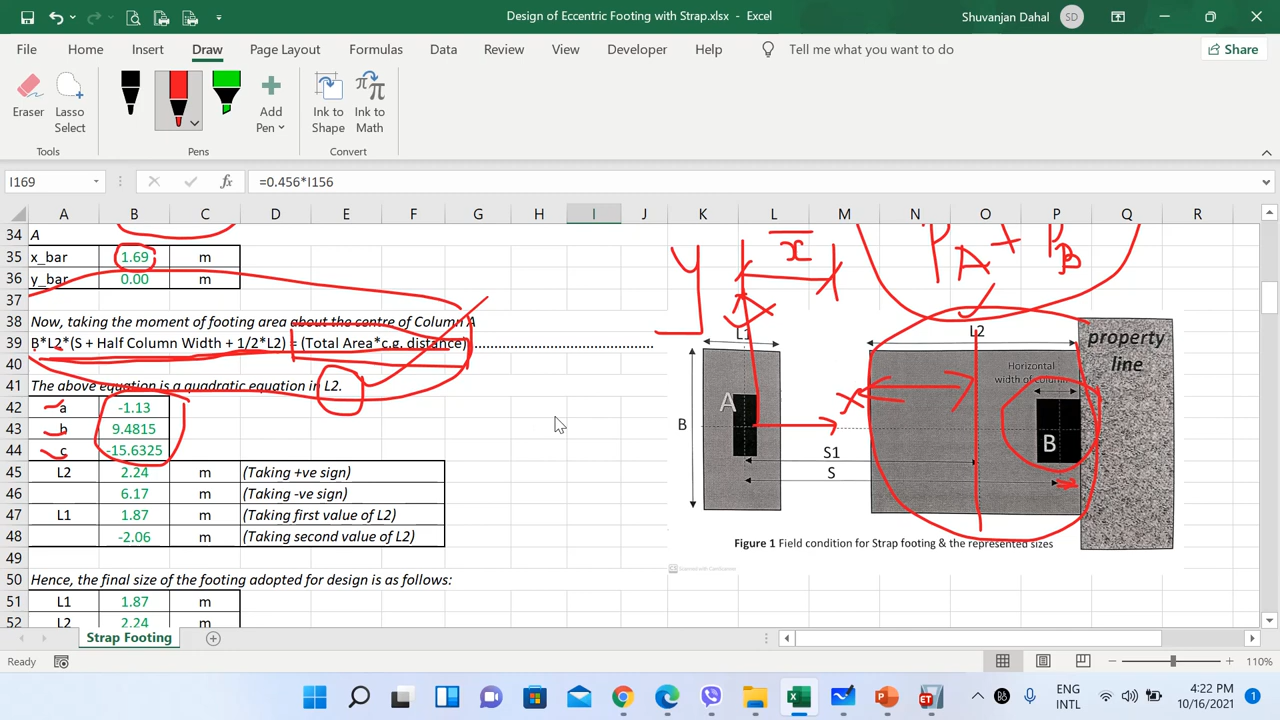 Design of Eccentric Footing with Strap.xlsx - Excel
Shuvanjan Dahal
SD
File
Home
Insert
Draw
Page Layout
Formulas
Data
Review
View
Developer
Help
Tell me what you want to do
Share
Eraser
Lasso Select
Add Pen
Ink to Shape
Ink to Math
Tools
Pens
Convert
I169
fx
=0.456*I156
A B C D E F G H I J K L M N O P Q R
34 A
35 x_bar 1.69 m
36 y_bar 0.00 m
37
38 Now, taking the moment of footing area about the centre of Column A
39 B*L2*(S + Half Column Width + 1/2*L2) = (Total Area*c.g. distance)
40
41 The above equation is a quadratic equation in L2.
42 a -1.13
43 b 9.4815
44 c -15.6325
45 L2 2.24 m (Taking +ve sign)
46 6.17 m (Taking -ve sign)
47 L1 1.87 m (Taking first value of L2)
48 -2.06 m (Taking second value of L2)
49
50 Hence, the final size of the footing adopted for design is as follows:
51 L1 1.87 m
52 L2 2.24 m
y
x
PA + PB
L1
L2
property line
Horizontal width of column
A
B
X
B
S1
S
Figure 1 Field condition for Strap footing & the represented sizes
Strap Footing
Ready
110%
ENG
INTL
4:22 PM
10/16/2021